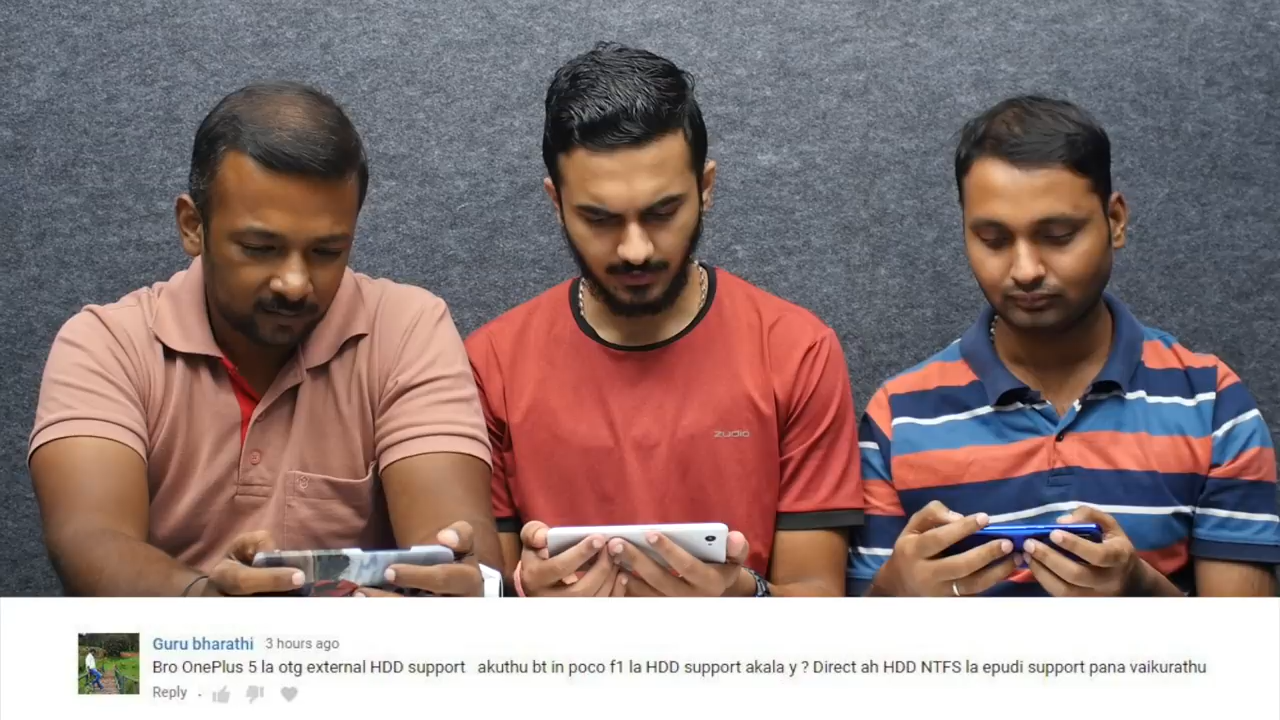 zudio
Guru bharathi 3 hours ago
Bro OnePlus 5 la otg external HDD support akuthu bt in poco f1 la HDD support akala y ? Direct ah HDD NTFS la epudi support pana vaikurathu
Reply .